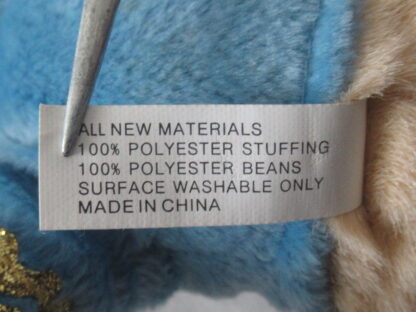 ALL NEW MATERIALS
100% POLYESTER STUFFING
100% POLYESTER BEANS
SURFACE WASHABLE ONLY
MADE IN CHINA